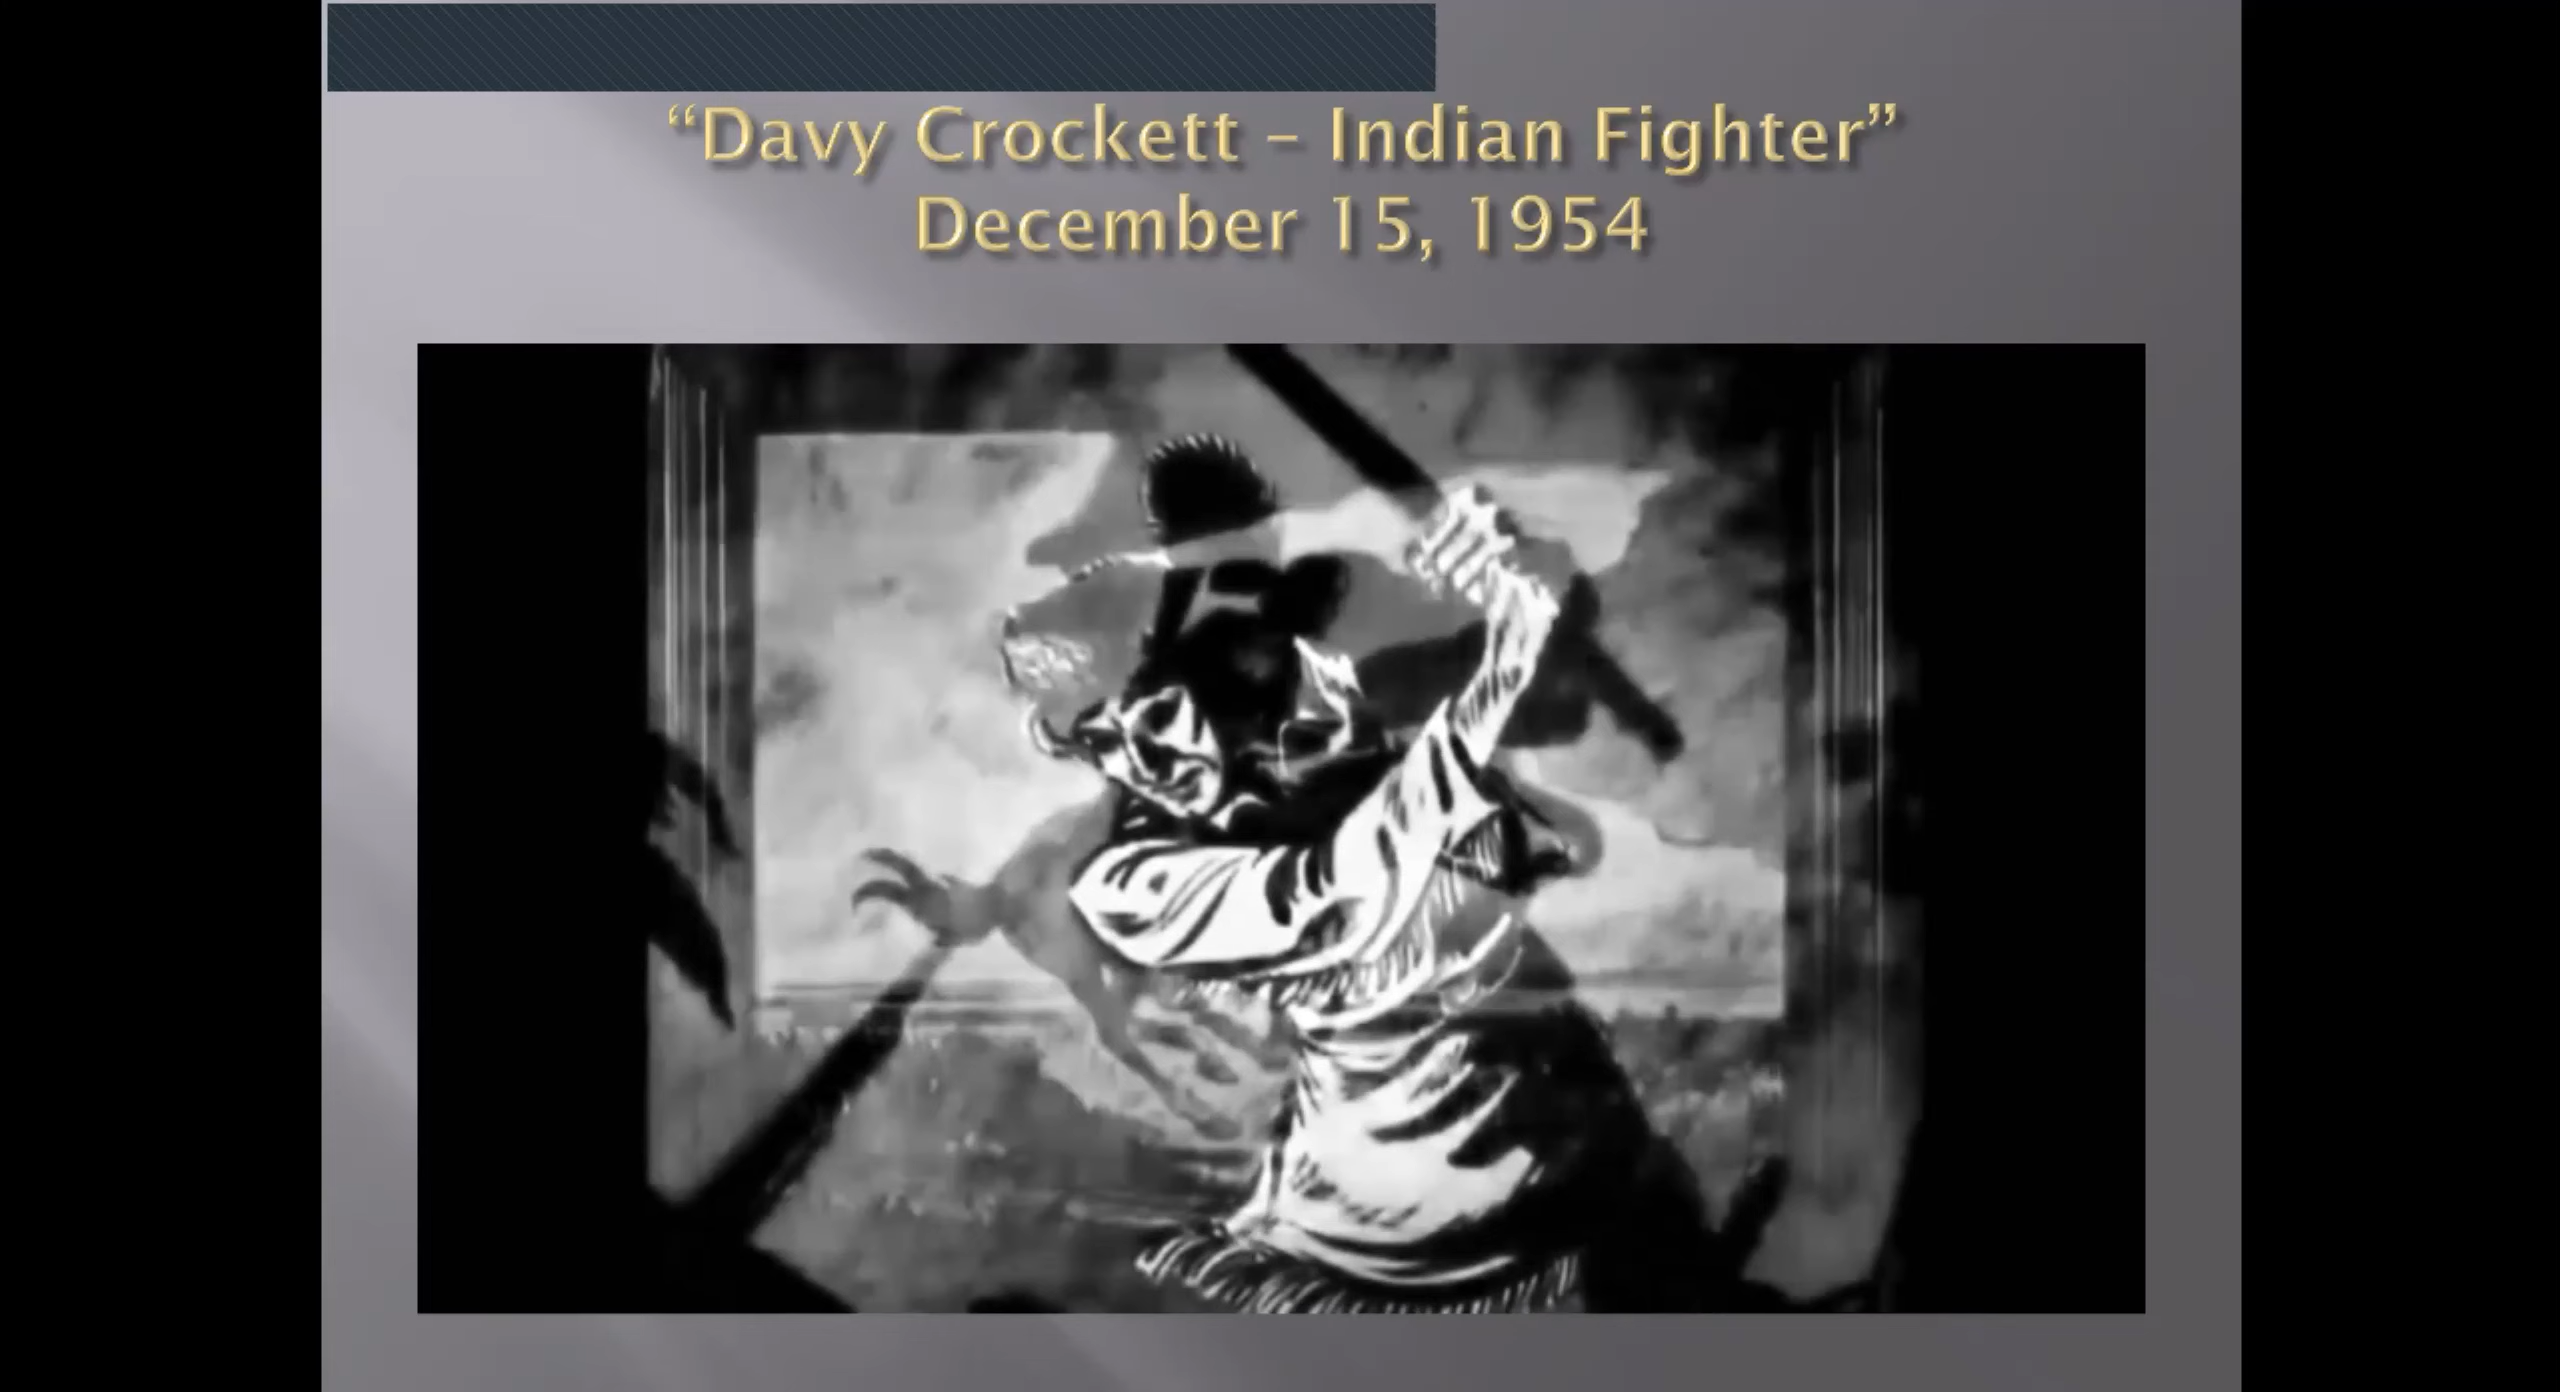 “Davy Crockett – Indian Fighter”
December 15, 1954